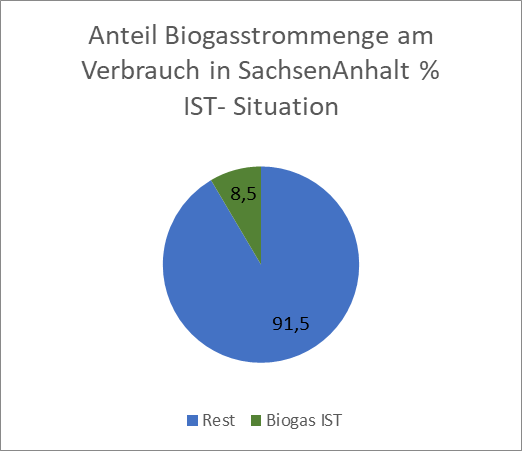 Anteil Biogasstrommenge am
Verbrauch in SachsenAnhalt %
IST- Situation
8,5
91,5
Rest Biogas IST